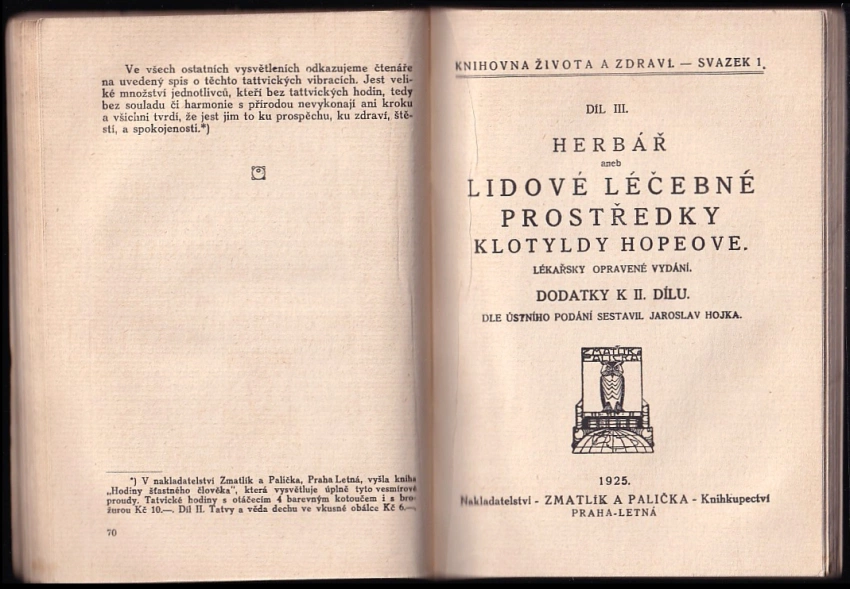 Ve všech ostatních vysvětleních odkazujeme čtenáře
na uvedený spis o těchto tattvických vibracích. Jest veli-
ké množství jednotlivců, kteří bez tattvických hodin, tedy
bez souladu či harmonie s přírodou nevykonají ani kroku
a všichni tvrdí, že jest jim to ku prospěchu, ku zdraví, ště-
stí, a spokojenosti.*)
*) V nakladatelství Zmatlík a Palička, Praha Letná, vyšla kniha
„Hodiny šťastného člověka", která vysvětluje úplně tyto vesmírové
proudy. Tatvické hodiny s otáčecím 4 barevným kotoučem i s bro-
žurou Kč 10.—. Díl II. Tatvy a věda dechu ve vkusné obálce Kč 6.—.
70
KNIHOVNA ŽIVOTA A ZDRAVÍ. — SVAZEK 1.
DÍL III.
HERBÁŘ
aneb
LIDOVÉ LÉČEBNÉ
PROSTŘEDKY
KLOTYLDY HOPEOVE.
LÉKAŘSKY OPRAVENÉ VYDÁNÍ.
DODATKY K II. DÍLU.
DLE ÚSTNÍHO PODÁNÍ SESTAVIL JAROSLAV HOJKA.
ZMATLÍK
PALIČKA
1925.
Nakladatelství - ZMATLÍK A PALIČKA - Knihkupectví
PRAHA-LETNÁ